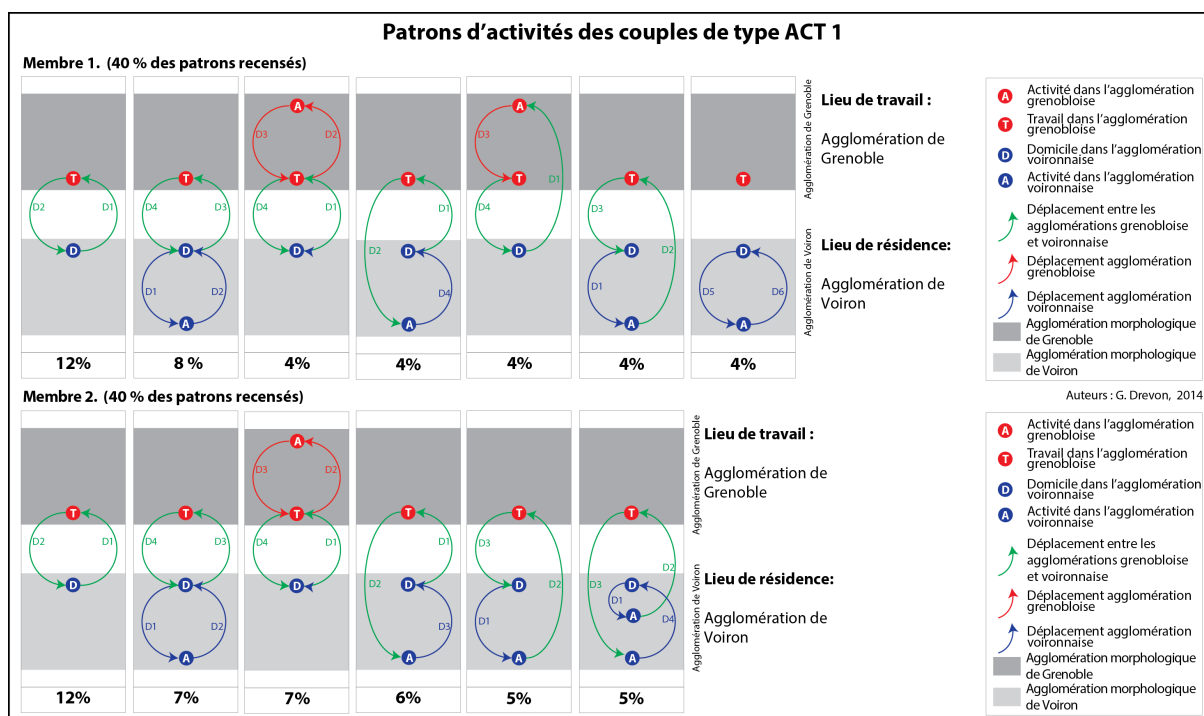 Patrons d’activités des couples de type ACT 1
Membre 1. (40 % des patrons recensés)
T
D2
D1
D
12%
T
D4
D3
D
D1
D2
A
8 %
A
D3
D2
T
D4
D1
D
4%
T
D1
D2
D
D4
A
4%
A
D3
D1
T
D4
D
4%
T
D3
D
D2
D1
A
4%
T
D
D5
D6
A
4%
Agglomération de Grenoble
Agglomération de Voiron
Lieu de travail :
Agglomération de
Grenoble
Lieu de résidence:
Agglomération de
Voiron
A Activité dans l’agglomération
grenobloise
T Travail dans l’agglomération
grenobloise
D Domicile dans l’agglomération
voironnaise
A Activité dans l’agglomération
voironnaise
Déplacement entre les
agglomérations grenobloise
et voironnaise
Déplacement agglomération
grenobloise
Déplacement agglomération
voironnaise
Agglomération morphologique
de Grenoble
Agglomération morphologique
de Voiron
Auteurs : G. Drevon, 2014
Membre 2. (40 % des patrons recensés)
T
D2
D1
D
12%
T
D4
D3
D
D1
D2
A
7%
A
D3
D2
T
D4
D1
D
7%
T
D1
D2
D
D3
A
6%
T
D3
D
D2
D1
A
5%
T
D2
D3
D
D1
A
D4
A
5%
Agglomération de Grenoble
Agglomération de Voiron
Lieu de travail :
Agglomération de
Grenoble
Lieu de résidence:
Agglomération de
Voiron
A Activité dans l’agglomération
grenobloise
T Travail dans l’agglomération
grenobloise
D Domicile dans l’agglomération
voironnaise
A Activité dans l’agglomération
voironnaise
Déplacement entre les
agglomérations grenobloise
et voironnaise
Déplacement agglomération
grenobloise
Déplacement agglomération
voironnaise
Agglomération morphologique
de Grenoble
Agglomération morphologique
de Voiron